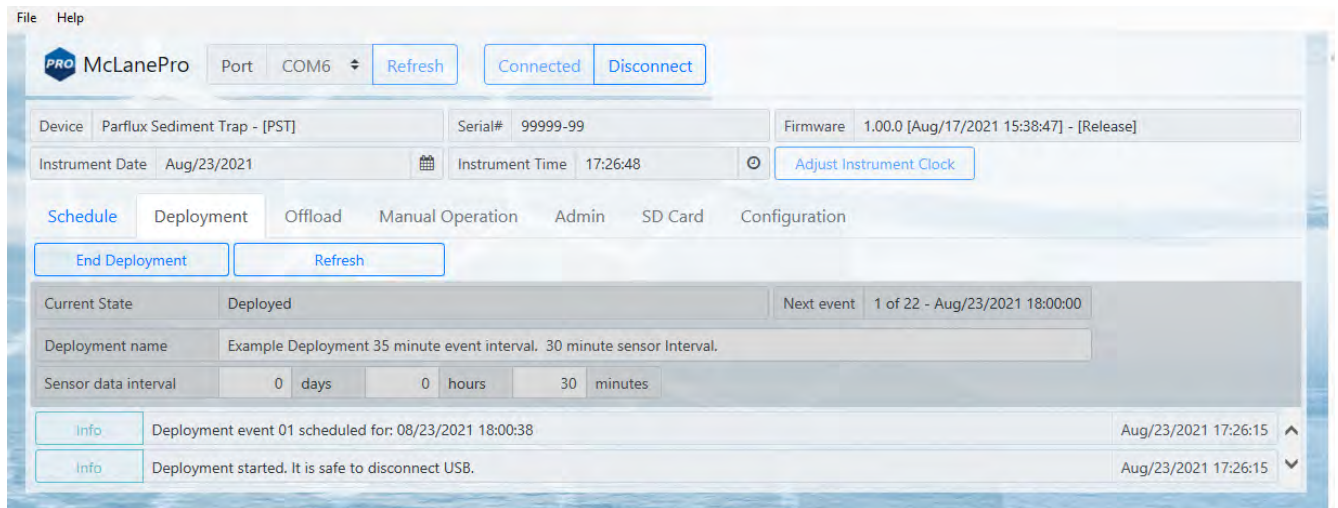 File Help
PRO McLanePro Port COM6 Refresh Connected Disconnect
Device Parflux Sediment Trap - [PST] Serial# 99999-99 Firmware 1.00.0 [Aug/17/2021 15:38:47] - [Release]
Instrument Date Aug/23/2021 Instrument Time 17:26:48 Adjust Instrument Clock
Schedule Deployment Offload Manual Operation Admin SD Card Configuration
End Deployment Refresh
Current State Deployed Next event 1 of 22 - Aug/23/2021 18:00:00
Deployment name Example Deployment 35 minute event interval. 30 minute sensor Interval.
Sensor data interval 0 days 0 hours 30 minutes
Info Deployment event 01 scheduled for: 08/23/2021 18:00:38 Aug/23/2021 17:26:15
Info Deployment started. It is safe to disconnect USB. Aug/23/2021 17:26:15